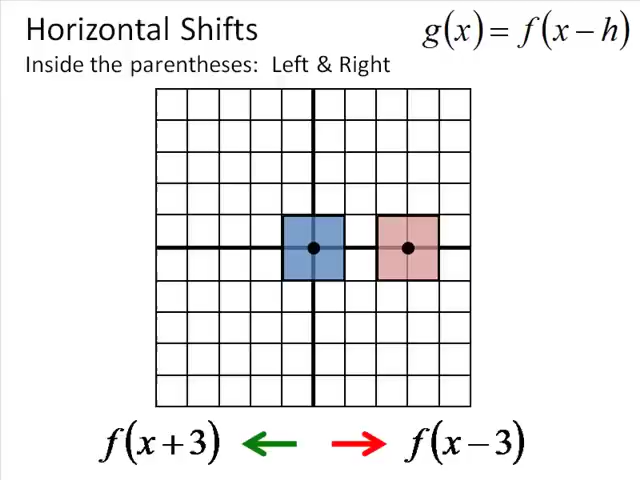 Horizontal Shifts
g(x) = f(x − h)
Inside the parentheses: Left & Right
f(x + 3)
f(x − 3)